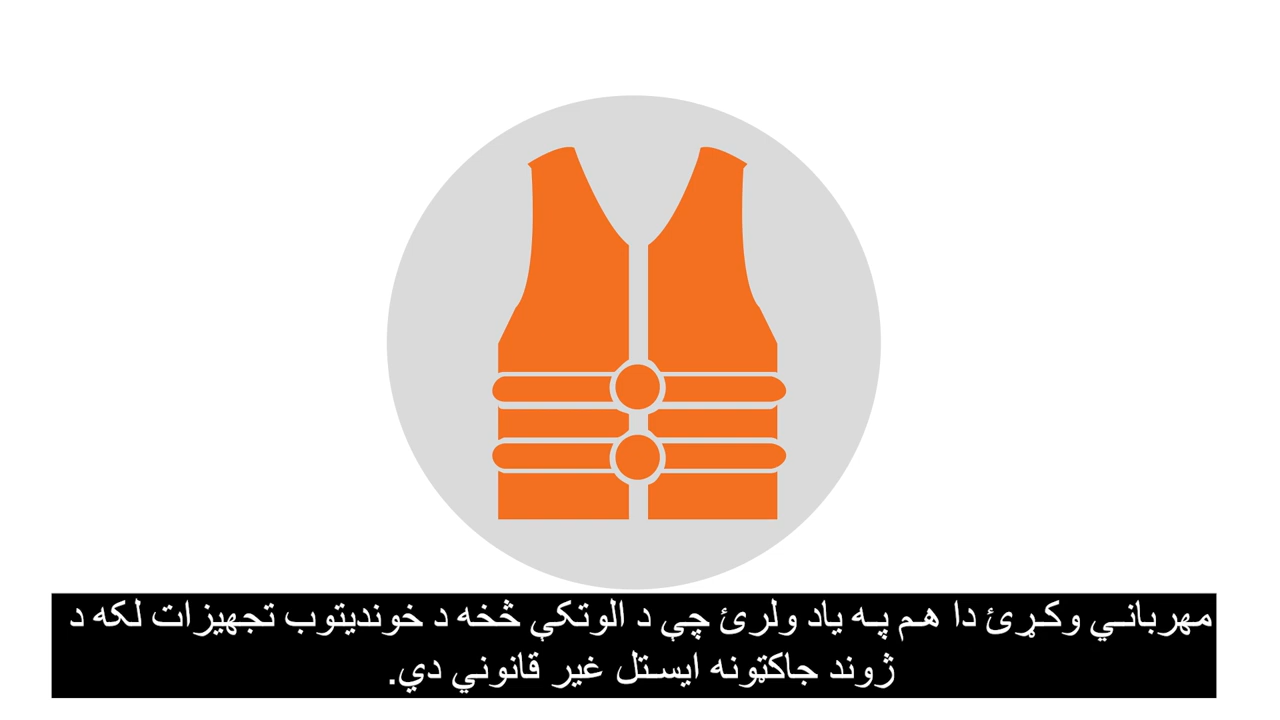 مهرباني وکړئ دا هم په یاد ولرئ چې د الوتکې څخه د خوندیتوب تجهیزات لکه د
ژوند جاکټونه ایستل غیر قانوني دي.